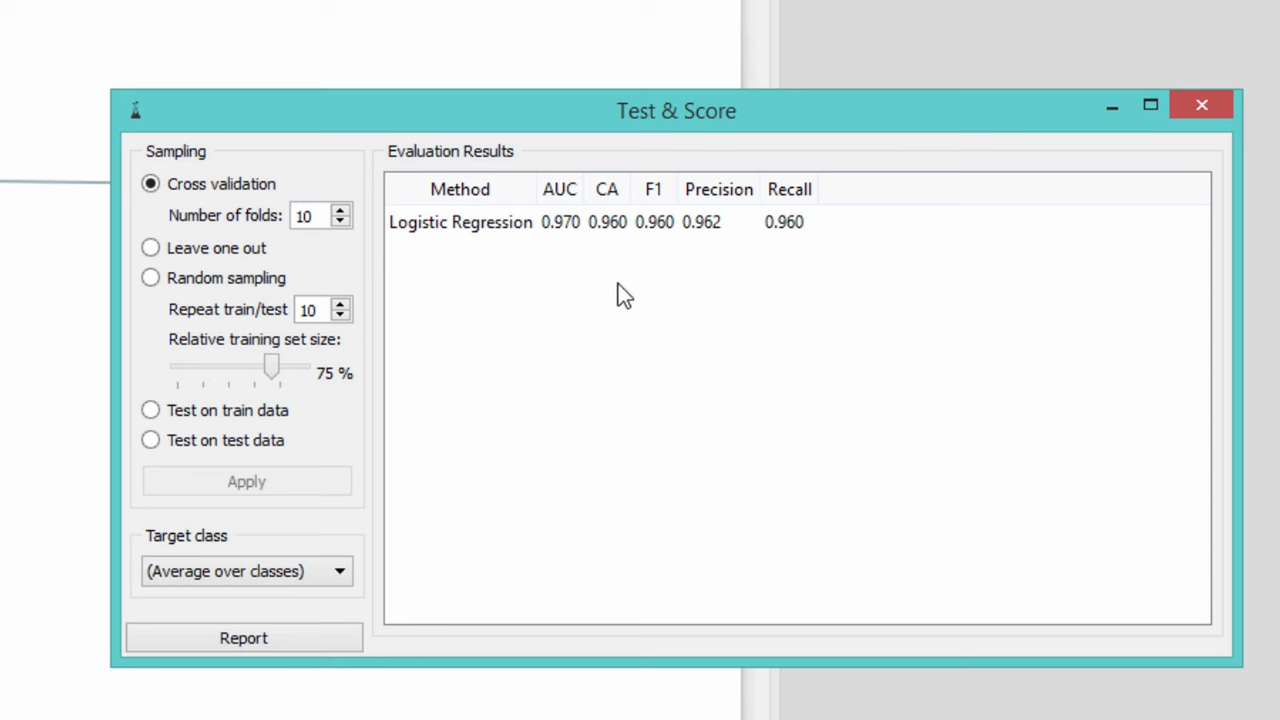 Test & Score
Sampling
Cross validation
Number of folds: 10
Leave one out
Random sampling
Repeat train/test 10
Relative training set size:
75 %
Test on train data
Test on test data
Apply
Target class
(Average over classes)
Report
Evaluation Results
Method AUC CA F1 Precision Recall
Logistic Regression 0.970 0.960 0.960 0.962 0.960